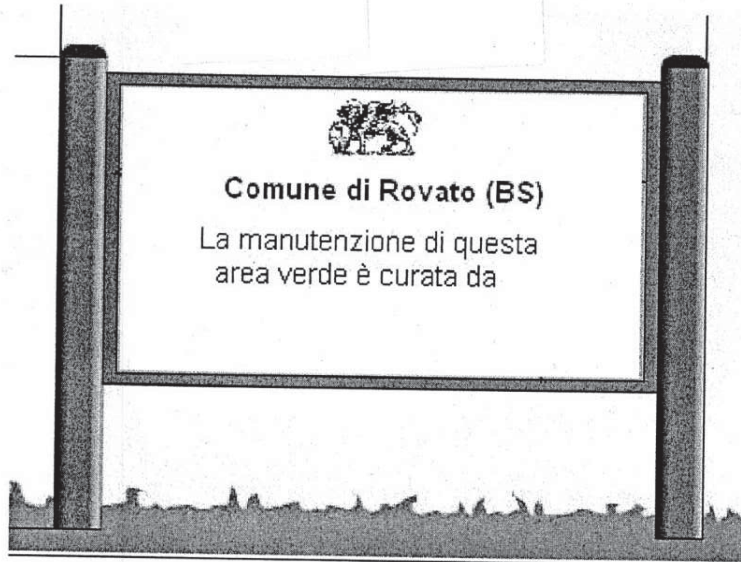 Comune di Rovato (BS)
La manutenzione di questa
area verde è curata da